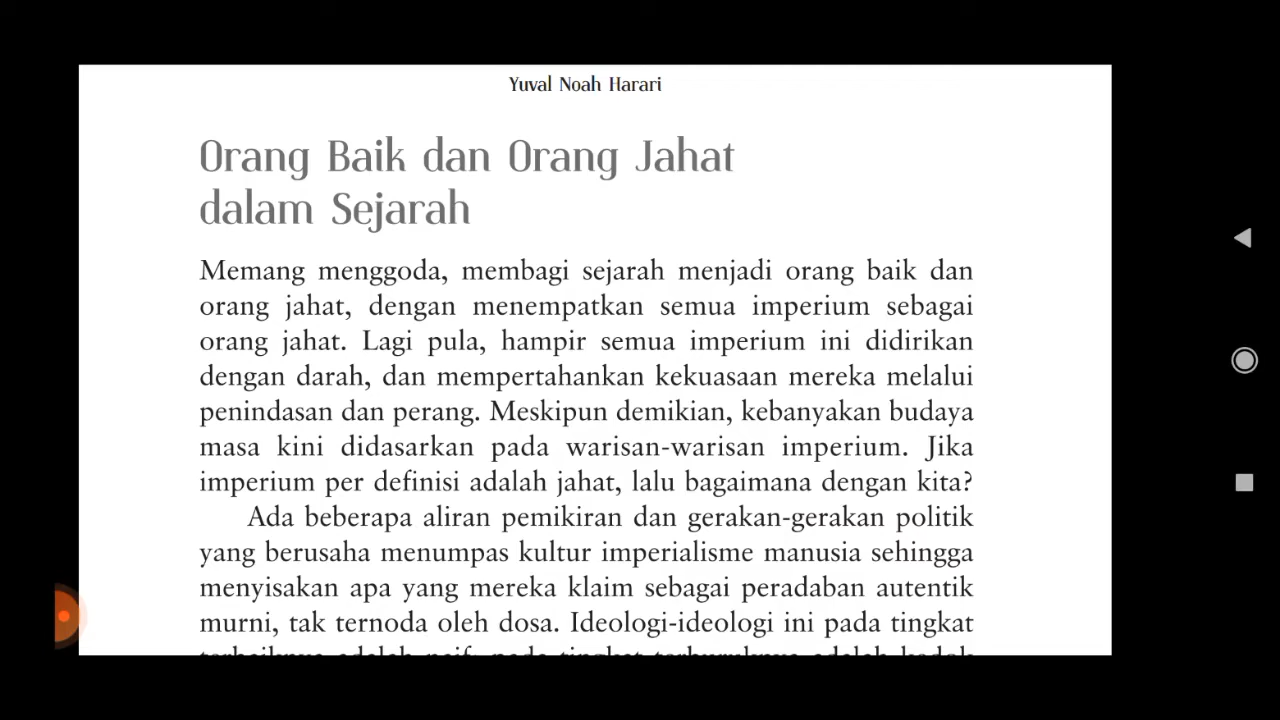 Yuval Noah Harari
Orang Baik dan Orang Jahat
dalam Sejarah
Memang menggoda, membagi sejarah menjadi orang baik dan
orang jahat, dengan menempatkan semua imperium sebagai
orang jahat. Lagi pula, hampir semua imperium ini didirikan
dengan darah, dan mempertahankan kekuasaan mereka melalui
penindasan dan perang. Meskipun demikian, kebanyakan budaya
masa kini didasarkan pada warisan-warisan imperium. Jika
imperium per definisi adalah jahat, lalu bagaimana dengan kita?
Ada beberapa aliran pemikiran dan gerakan-gerakan politik
yang berusaha menumpas kultur imperialisme manusia sehingga
menyisakan apa yang mereka klaim sebagai peradaban autentik
murni, tak ternoda oleh dosa. Ideologi-ideologi ini pada tingkat